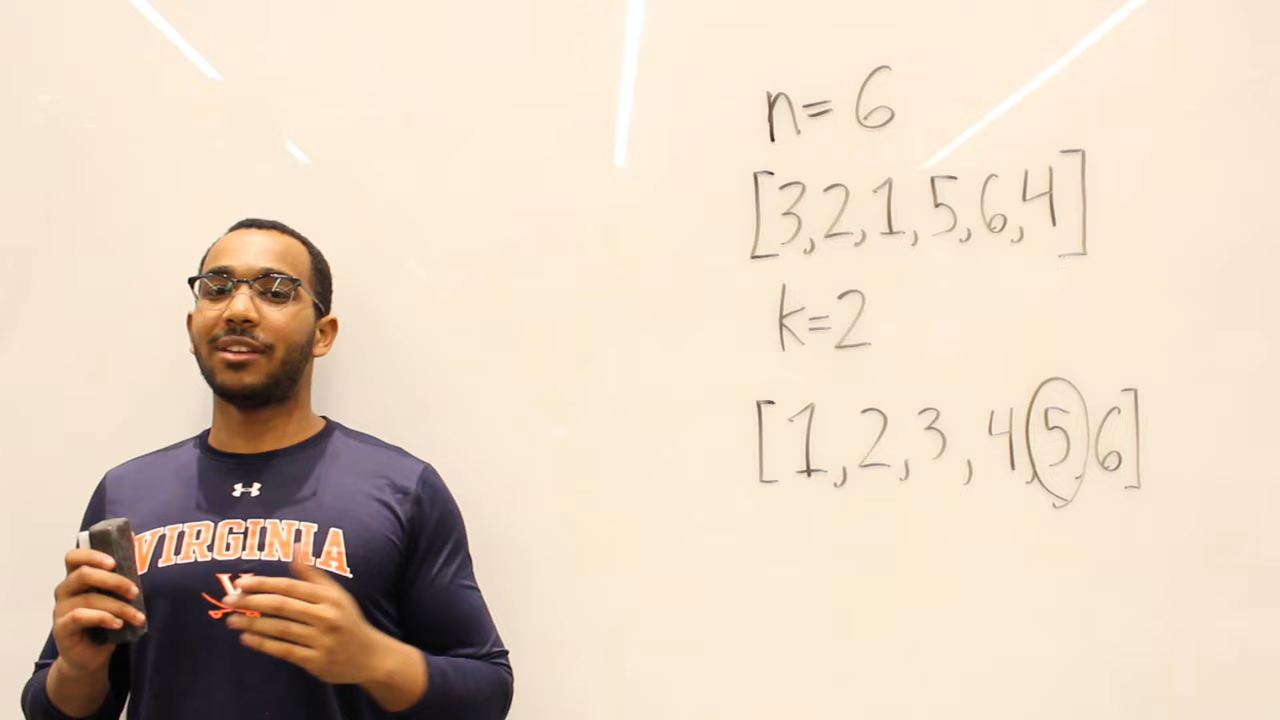 n= 6
[3,2,1,5,6,4]
k=2
[1,2,3, 4,5,6]
VIRGINIA
V